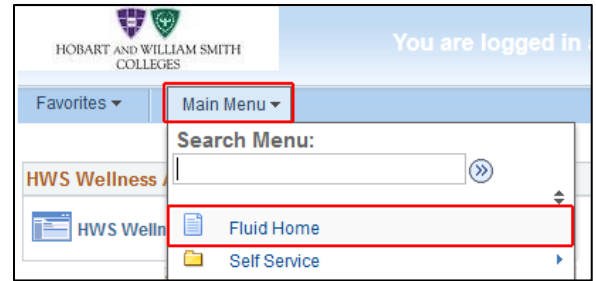 HOBART AND WILLIAM SMITH
COLLEGES
You are logged in
Favorites
Main Menu
Search Menu:
HWS Wellness
HWS Welln
Fluid Home
Self Service